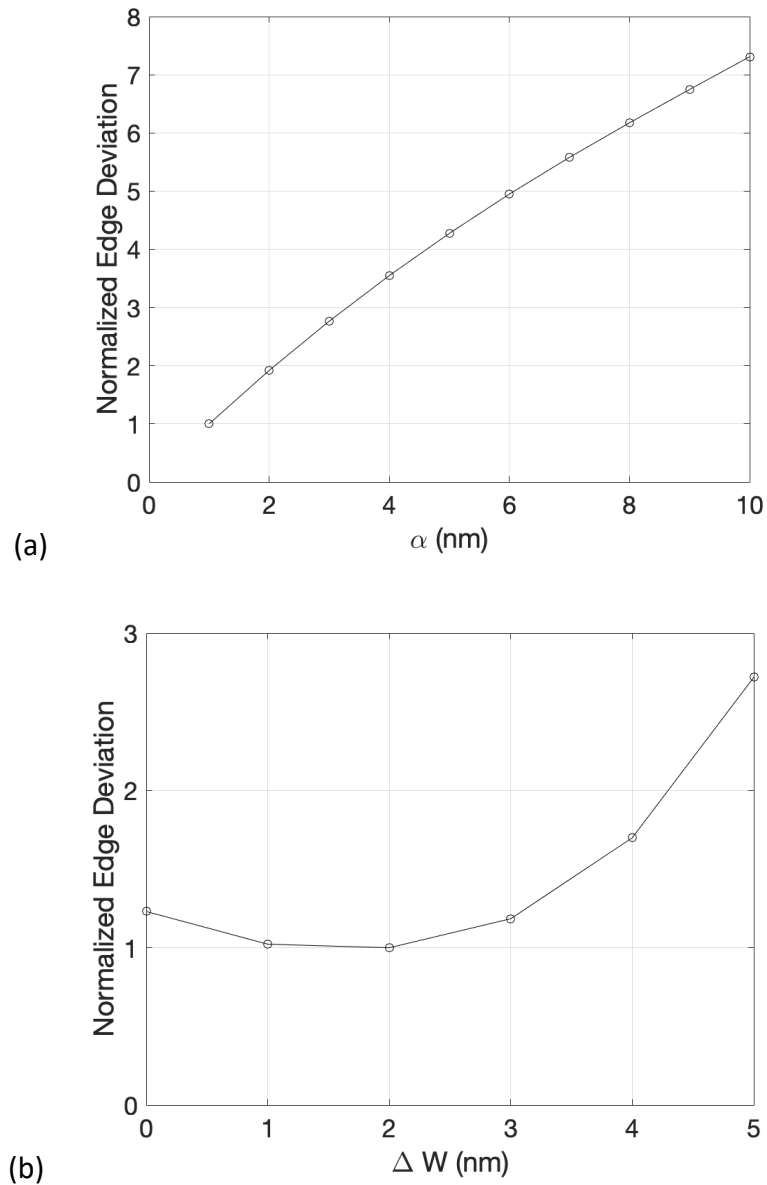 8
7
6
5
4
3
2
1
0
Normalized Edge Deviation
0 2 4 6 8 10
α (nm)
(a)
3
2
1
0
Normalized Edge Deviation
0 1 2 3 4 5
Δ W (nm)
(b)